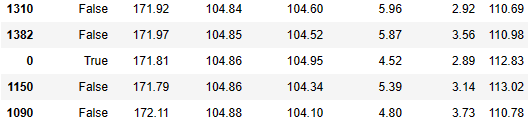 1310 False 171.92 104.84 104.60 5.96 2.92 110.69
1382 False 171.97 104.85 104.52 5.87 3.56 110.98
0 True 171.81 104.86 104.95 4.52 2.89 112.83
1150 False 171.79 104.86 104.34 5.39 3.14 113.02
1090 False 172.11 104.88 104.10 4.80 3.73 110.78